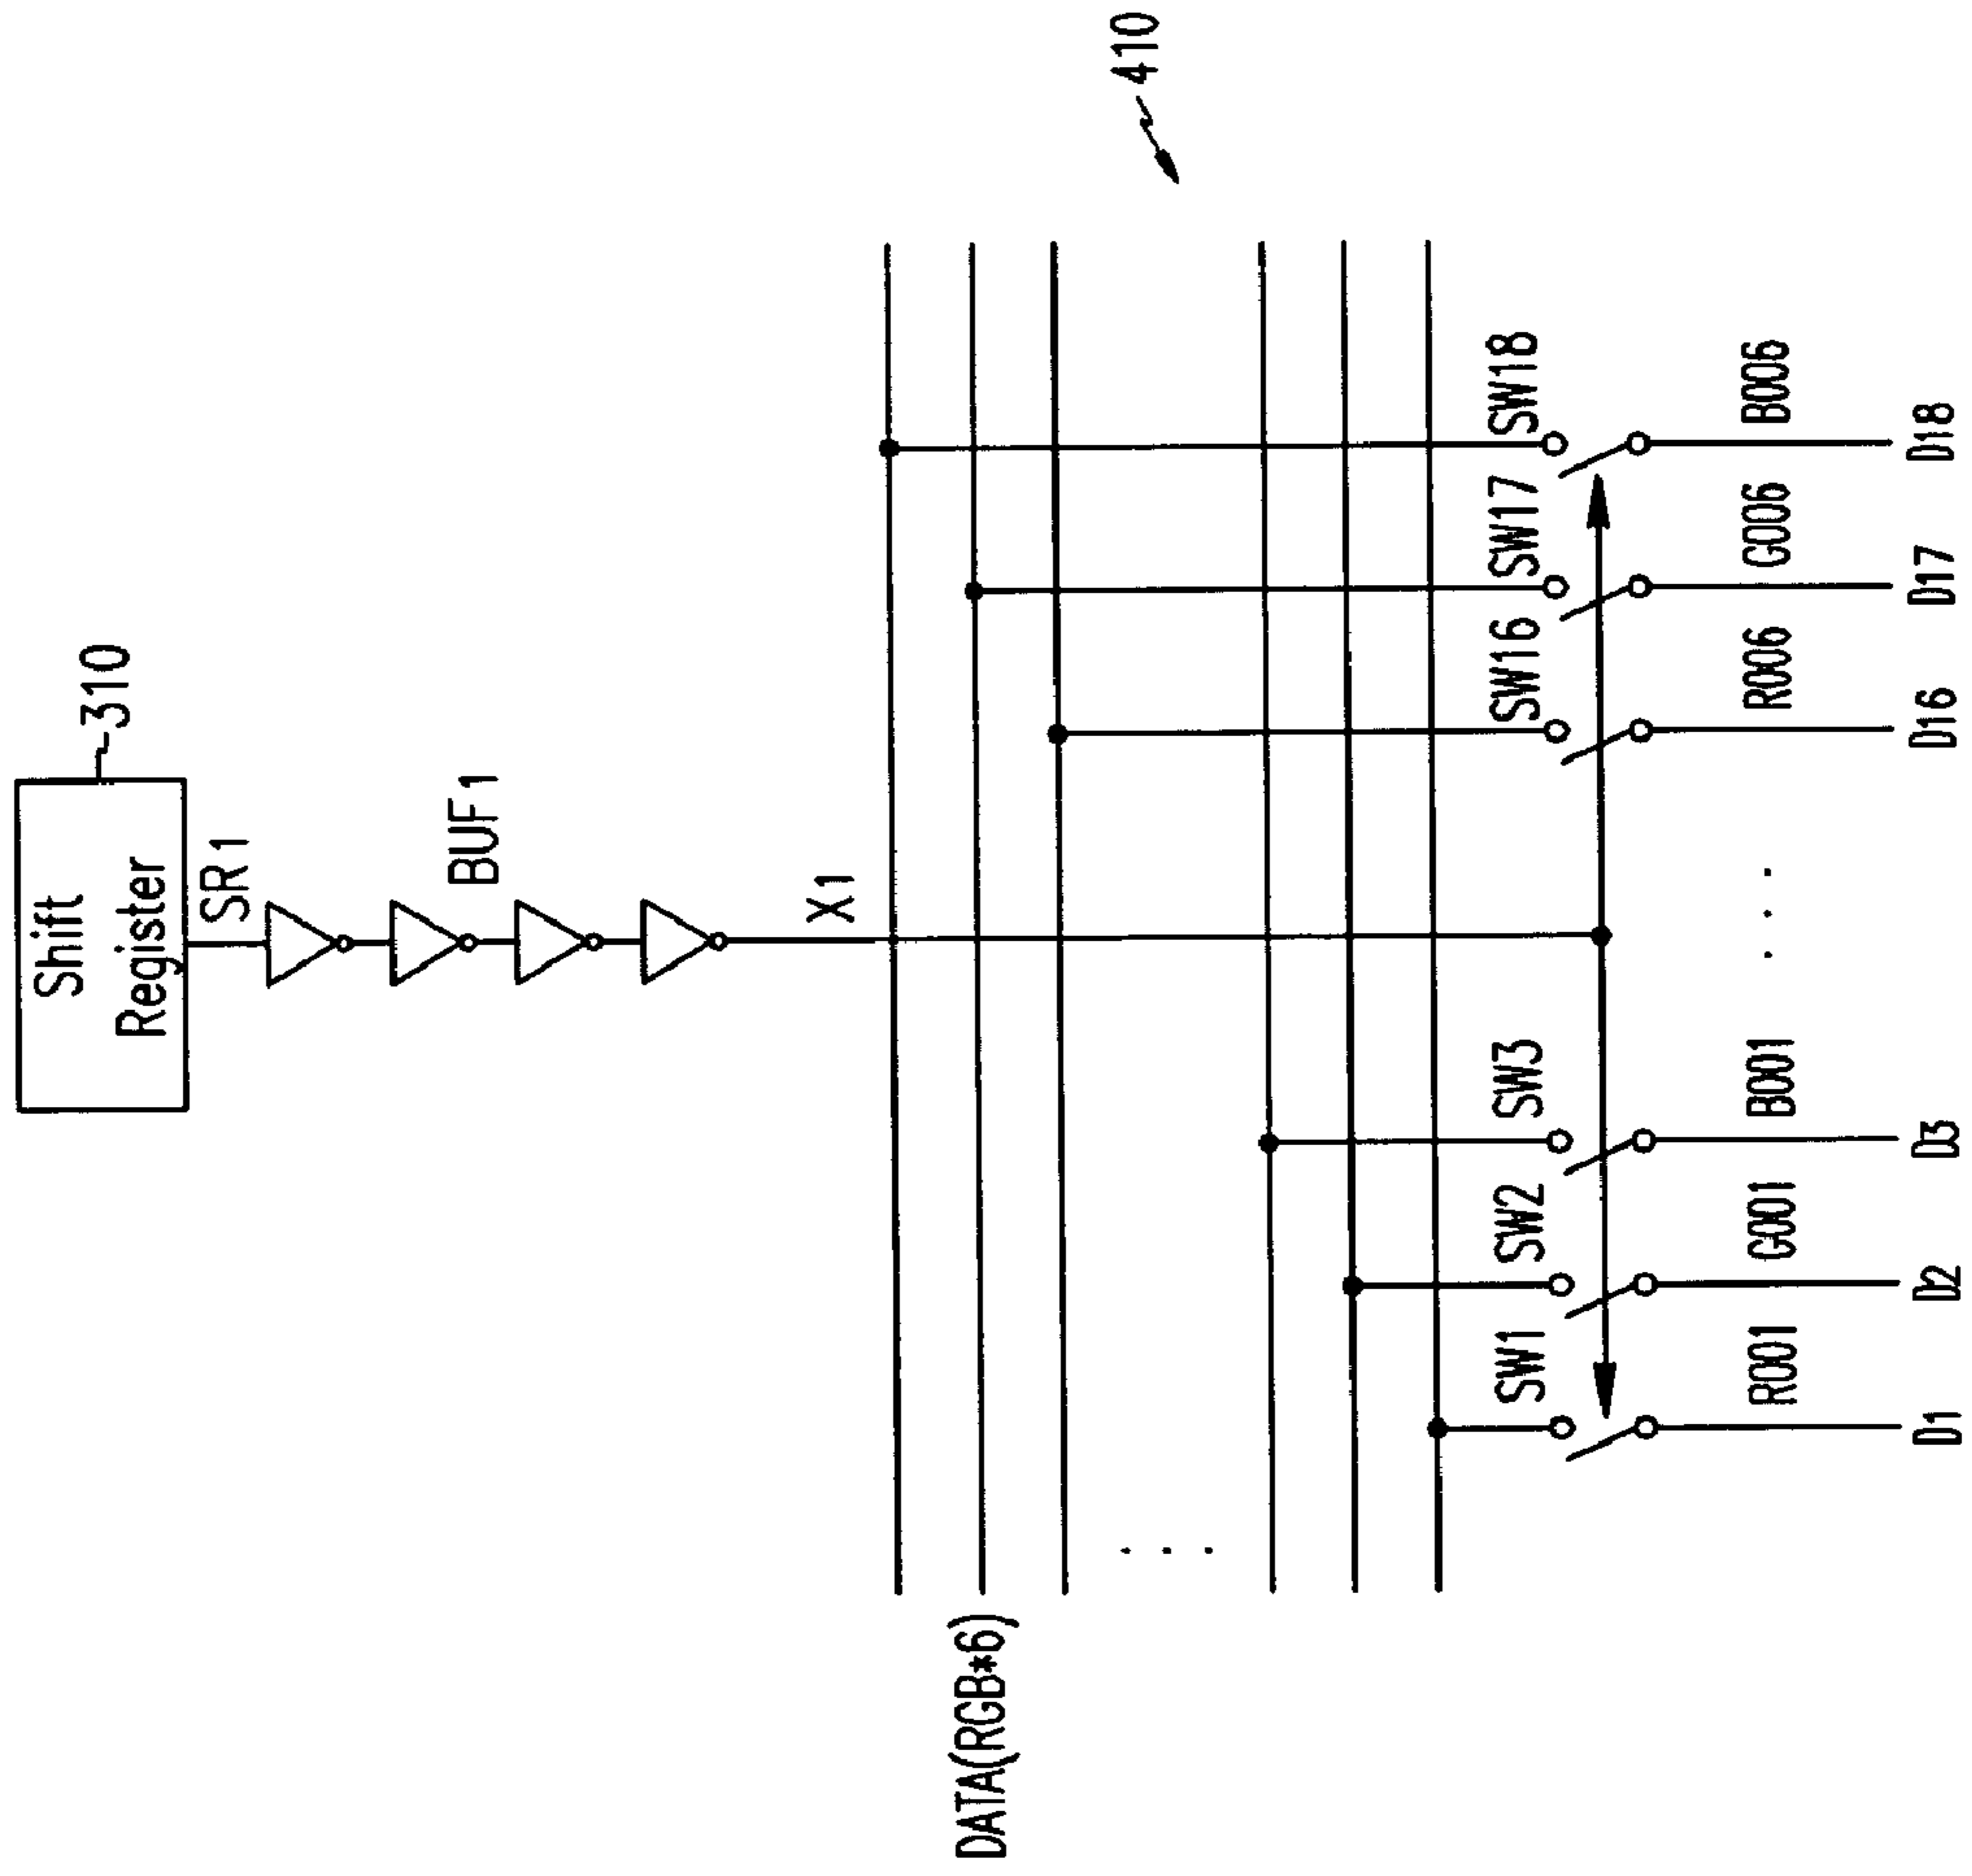 Shift
Register
310
SR1
BUF1
X1
410
DATA(RGB*6)
SW1
SW2
SW3
SW16
SW17
SW18
R001
G001
B001
. . .
R006
G006
B006
D1
D2
D3
D16
D17
D18